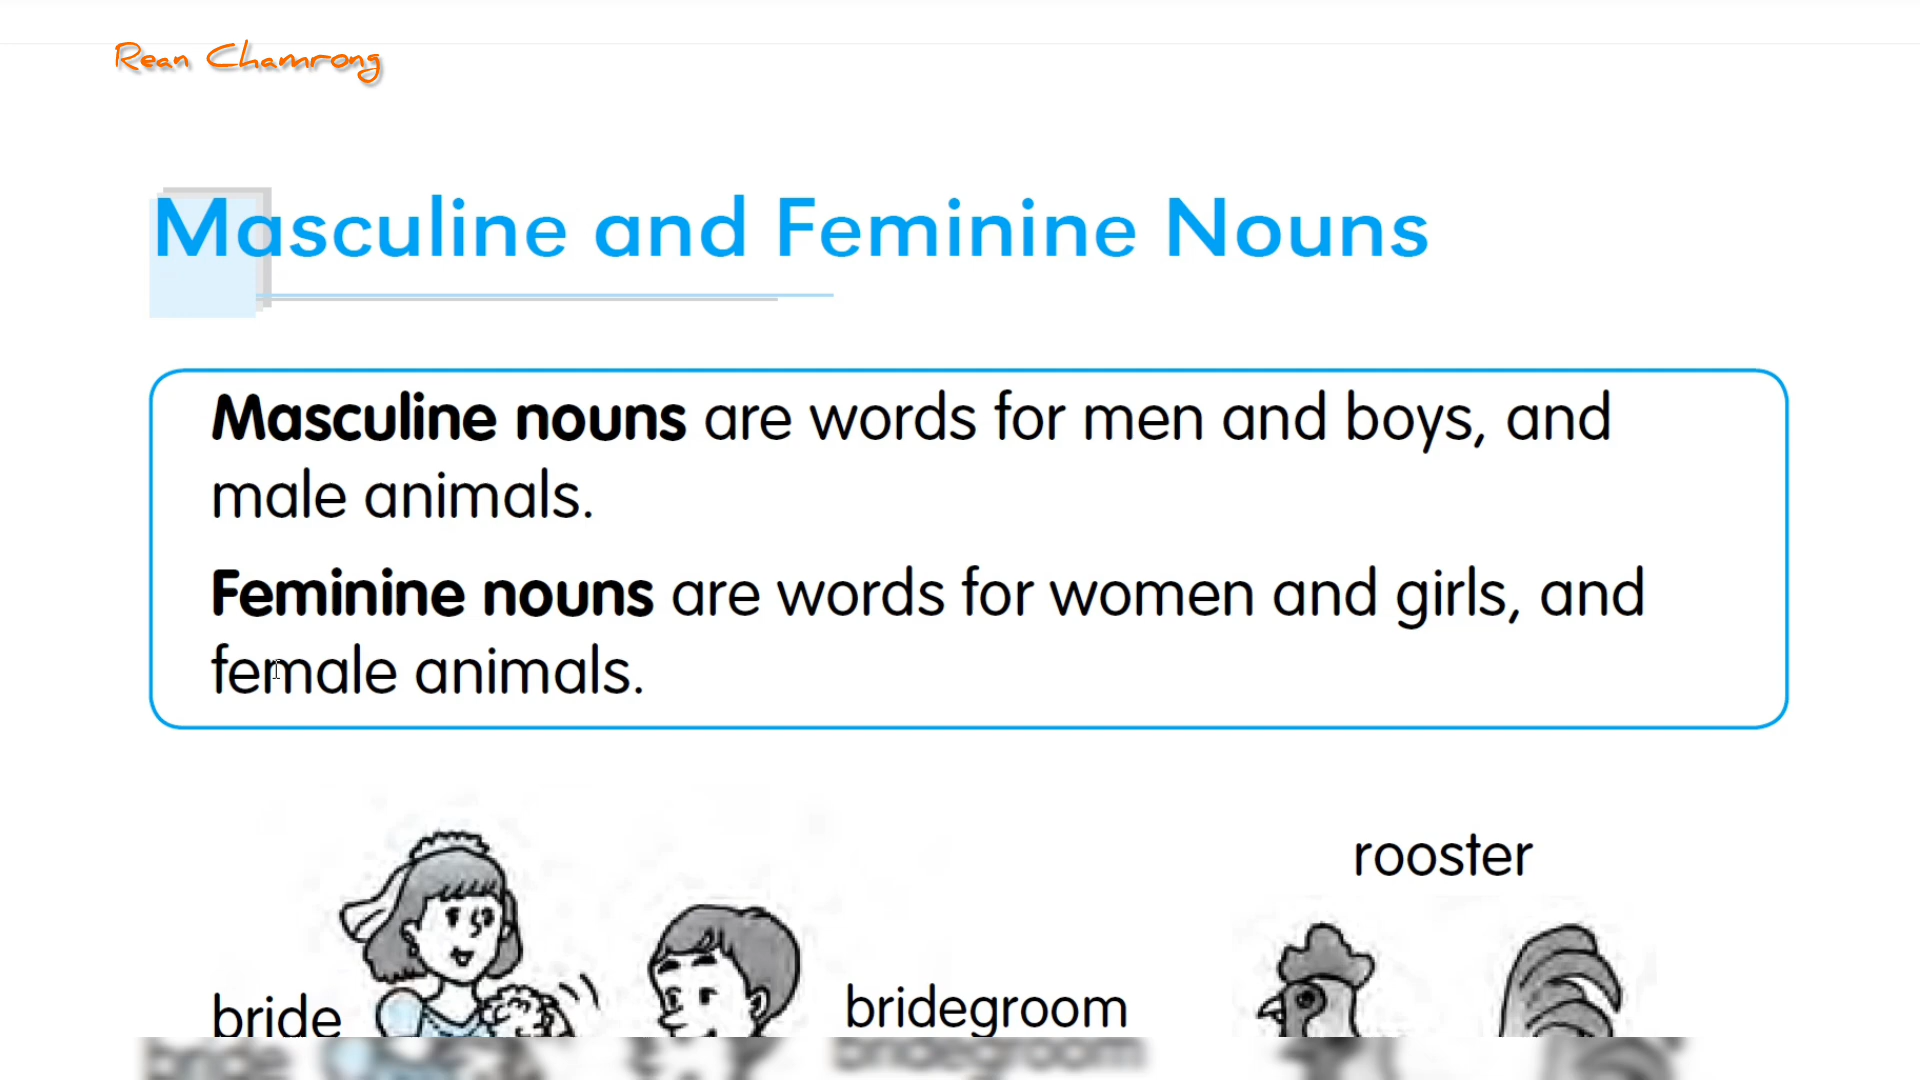 Rean Chamrong
Masculine and Feminine Nouns
Masculine nouns are words for men and boys, and
male animals.
Feminine nouns are words for women and girls, and
female animals.
rooster
bride
bridegroom